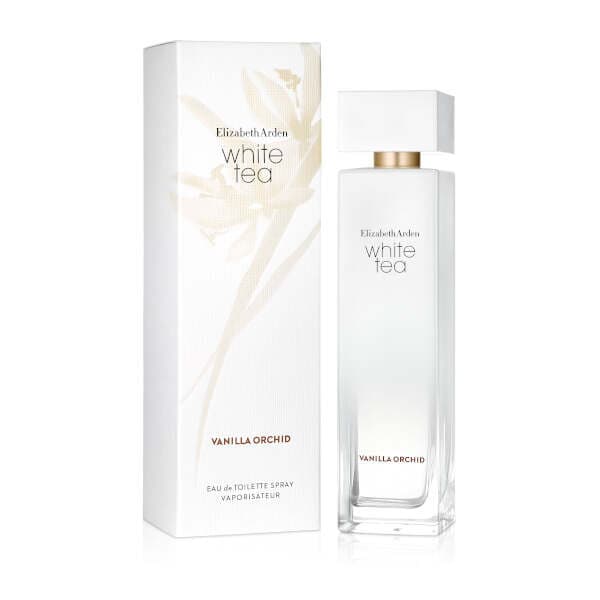 Elizabeth Arden
white
tea
VANILLA ORCHID
EAU de TOILETTE SPRAY
VAPORISATEUR
Elizabeth Arden
white
tea
VANILLA ORCHID